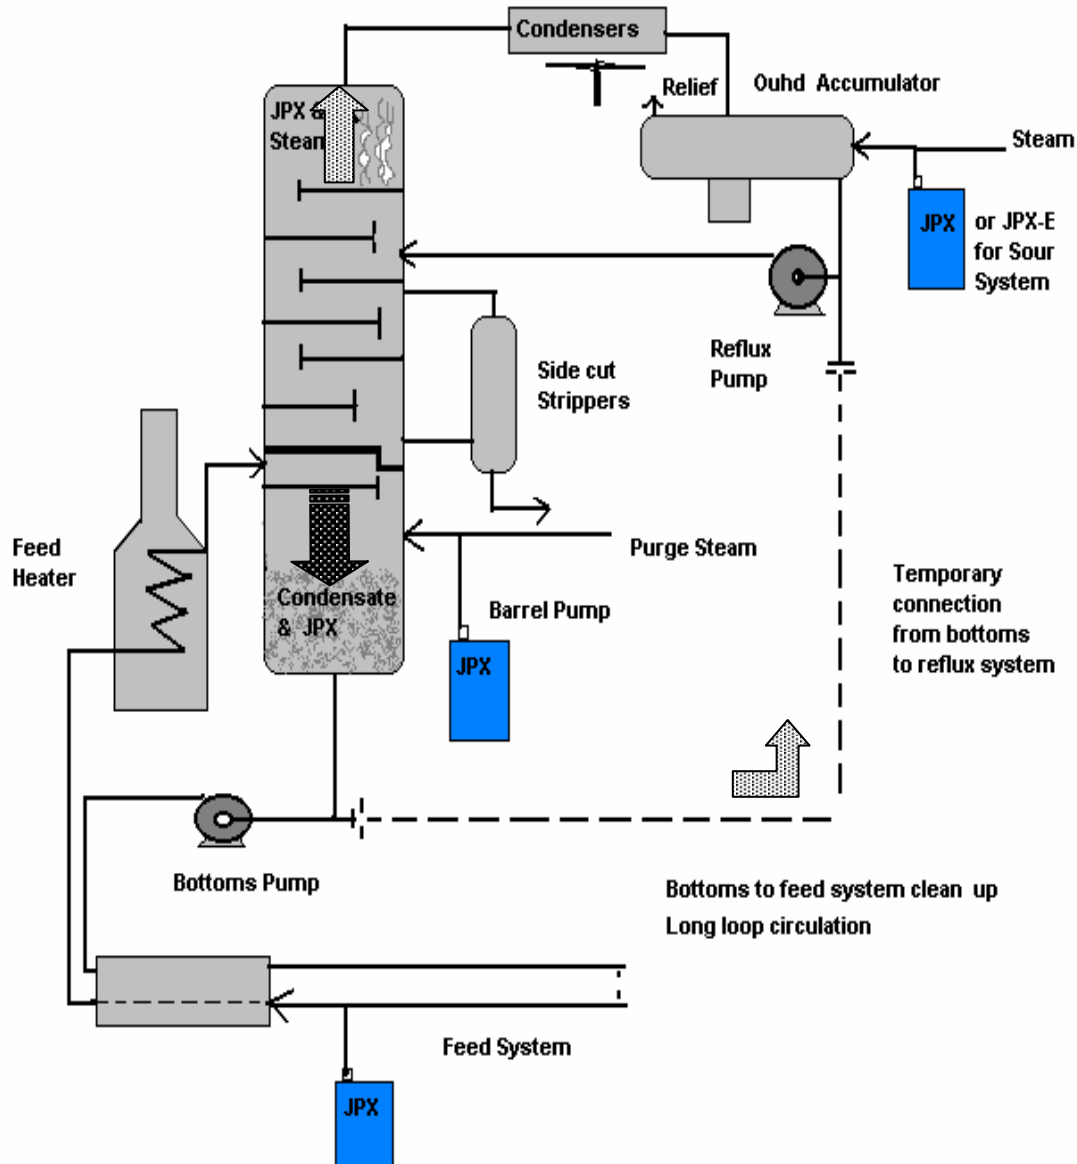 Condensers
Relief
Ouhd Accumulator
JPX &
Steam
Steam
JPX
or JPX-E
for Sour
System
Reflux
Pump
Side cut
Strippers
Feed
Heater
Purge Steam
Condensate
& JPX
Barrel Pump
JPX
Temporary
connection
from bottoms
to reflux system
Bottoms Pump
Bottoms to feed system clean up
Long loop circulation
Feed System
JPX